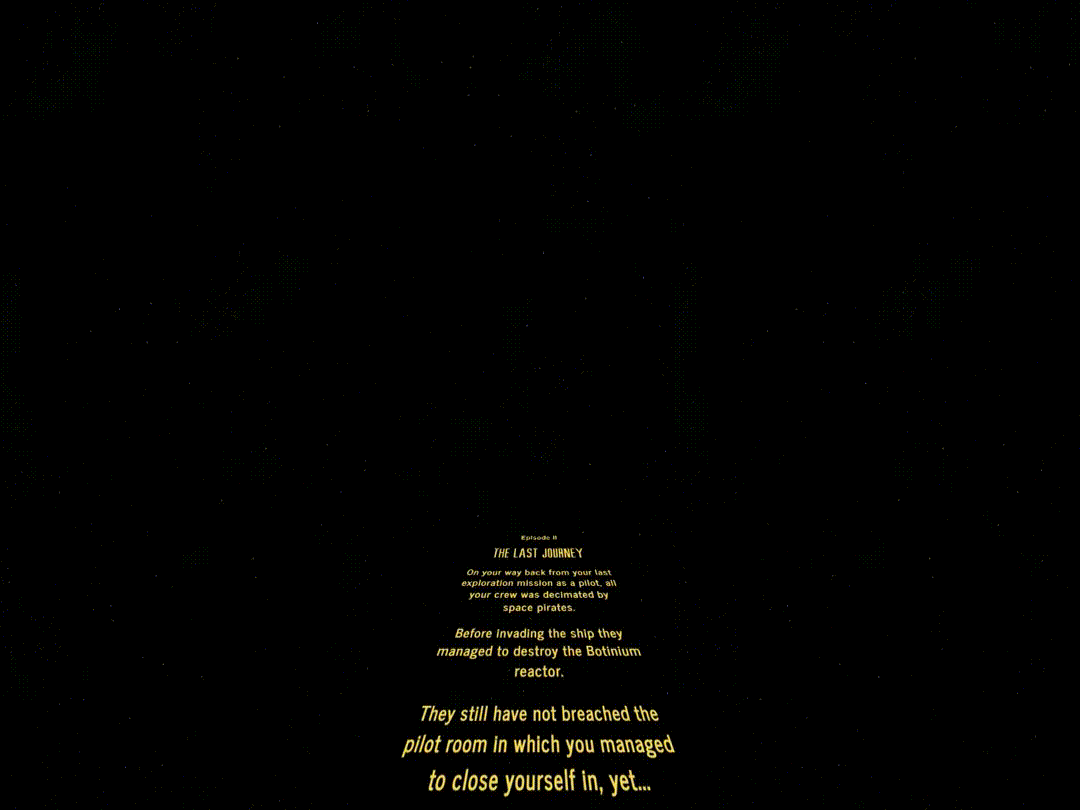 Episode II
THE LAST JOURNEY
On your way back from your last
exploration mission as a pilot, all
your crew was decimated by
space pirates.
Before invading the ship they
managed to destroy the Botinium
reactor.
They still have not breached the
pilot room in which you managed
to close yourself in, yet...